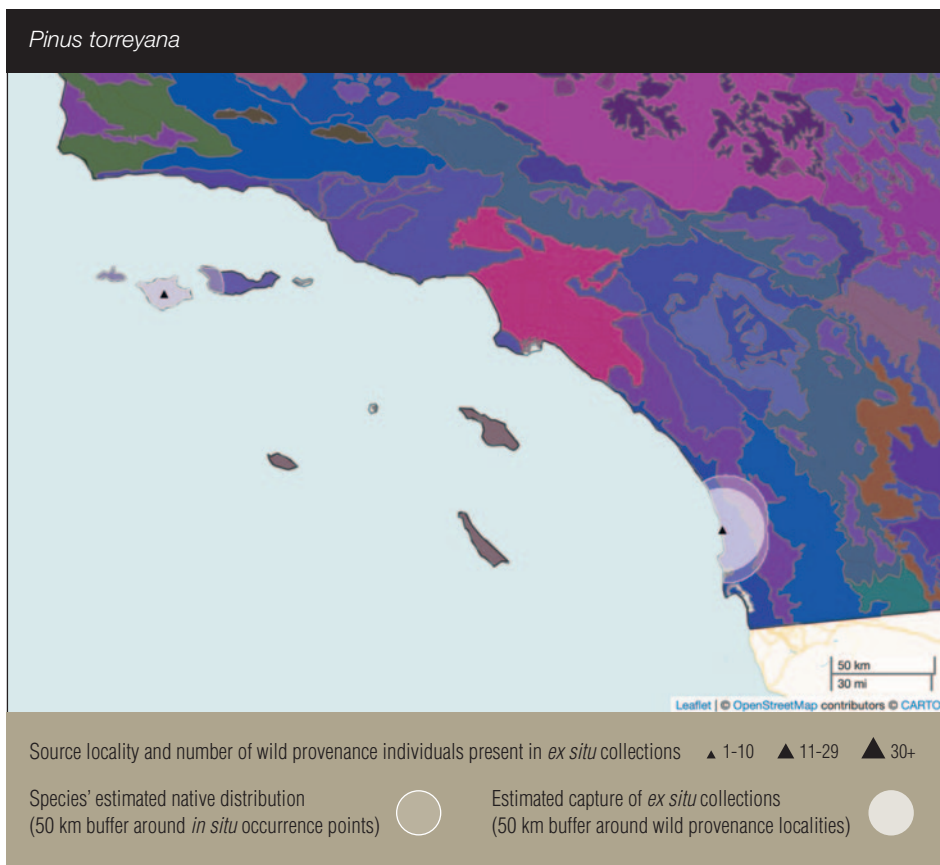 Pinus torreyana
50 km
30 mi
Leaflet | © OpenStreetMap contributors © CARTO
Source locality and number of wild provenance individuals present in ex situ collections ▲ 1-10 ▲ 11-29 ▲ 30+
Species' estimated native distribution
(50 km buffer around in situ occurrence points)
Estimated capture of ex situ collections
(50 km buffer around wild provenance localities)